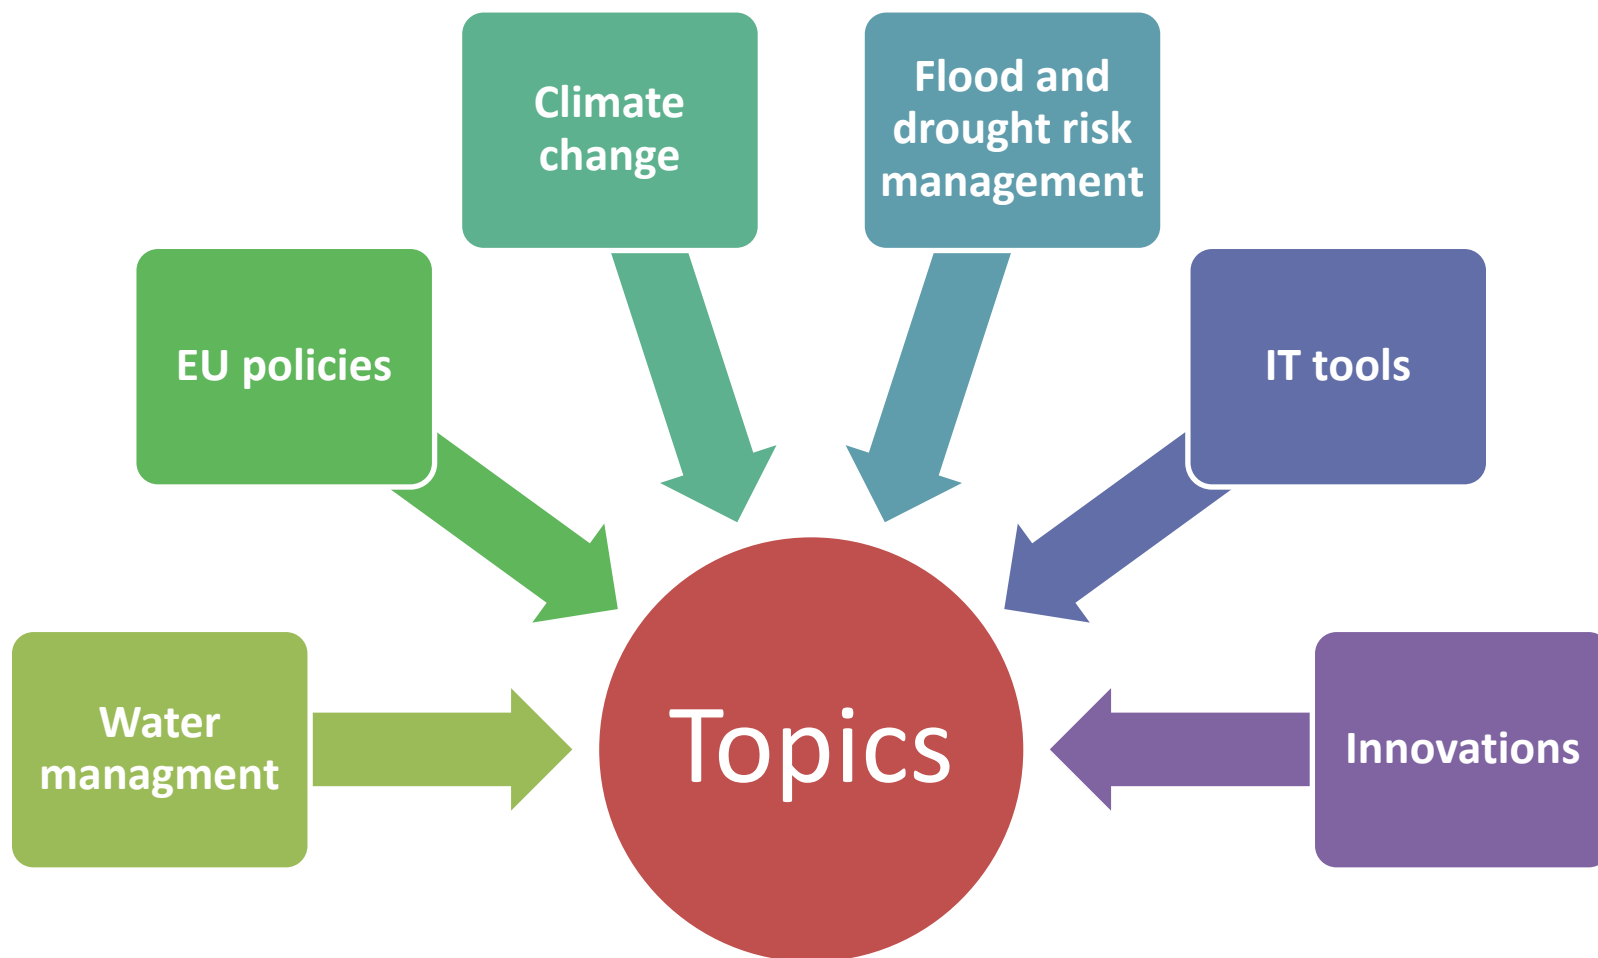 Climate
change
Flood and
drought risk
management
EU policies
IT tools
Water
managment
Topics
Innovations